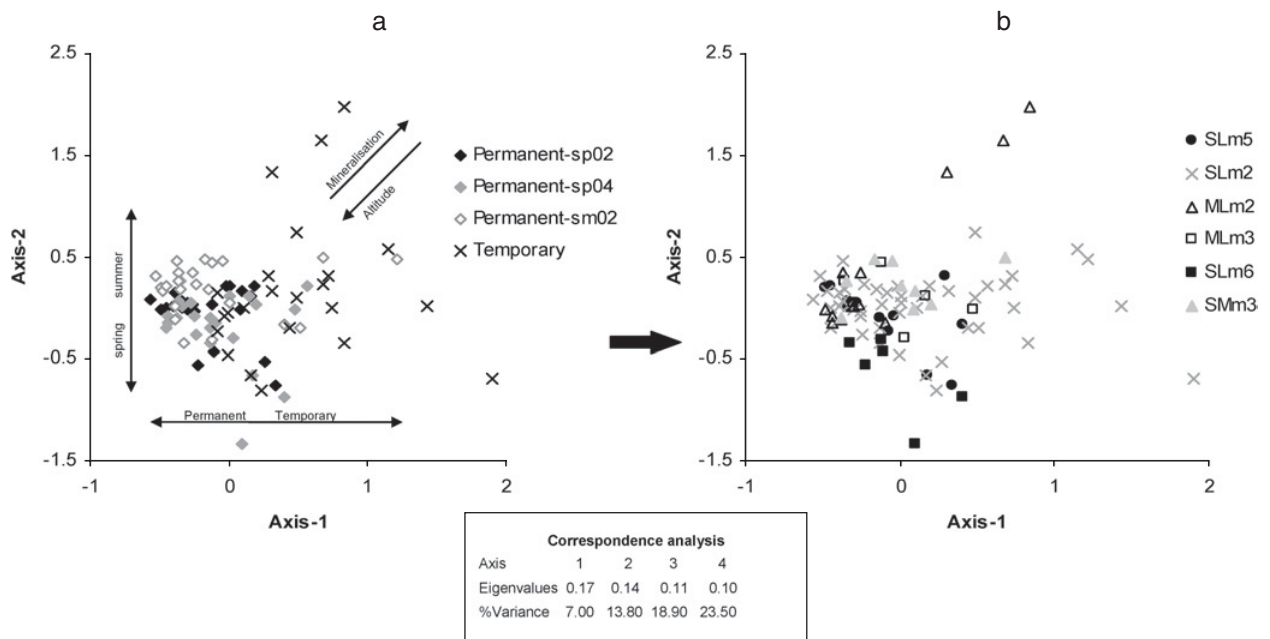 a
2.5
1.5
0.5
-0.5
-1.5
Axis-2
-1
0
1
2
Axis-1
Mineralisation
Altitude
summer
spring
Permanent Temporary
Permanent-sp02
Permanent-sp04
Permanent-sm02
Temporary
b
2.5
1.5
0.5
-0.5
-1.5
Axis-2
-1
0
1
2
Axis-1
SLm5
SLm2
MLm2
MLm3
SLm6
SMm3
Correspondence analysis
Axis 1 2 3 4
Eigenvalues 0.17 0.14 0.11 0.10
%Variance 7.00 13.80 18.90 23.50